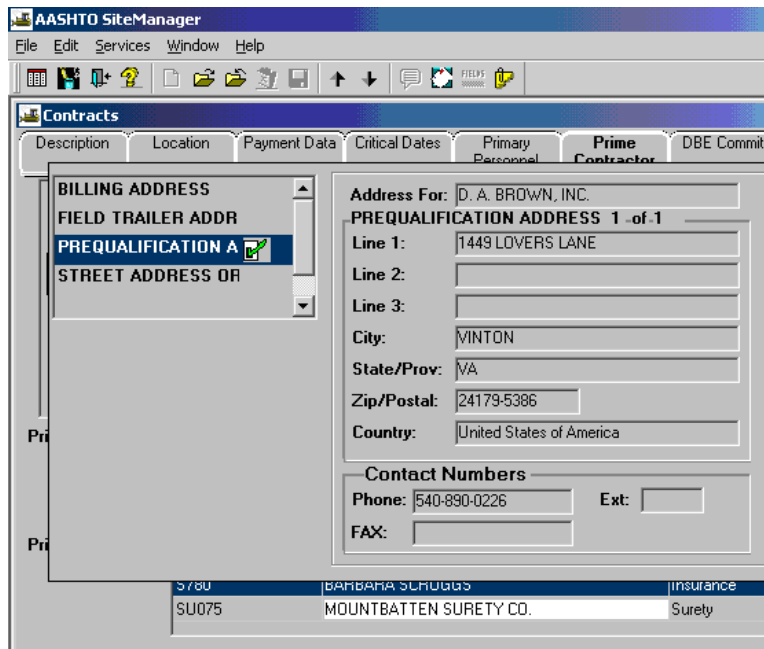 AASHTO SiteManager
File Edit Services Window Help
FIELDS
Contracts
Description Location Payment Data Critical Dates Primary Personnel Prime Contractor DBE Commit
BILLING ADDRESS
FIELD TRAILER ADDR
PREQUALIFICATION A
STREET ADDRESS OR
Address For: D. A. BROWN, INC.
PREQUALIFICATION ADDRESS 1 -of-1
Line 1: 1449 LOVERS LANE
Line 2:
Line 3:
City: VINTON
State/Prov: VA
Zip/Postal: 24179-5386
Country: United States of America
Contact Numbers
Phone: 540-890-0226 Ext:
FAX:
Pri
Pri
S780 BARBARA SCRUGGS Insurance
SU075 MOUNTBATTEN SURETY CO. Surety